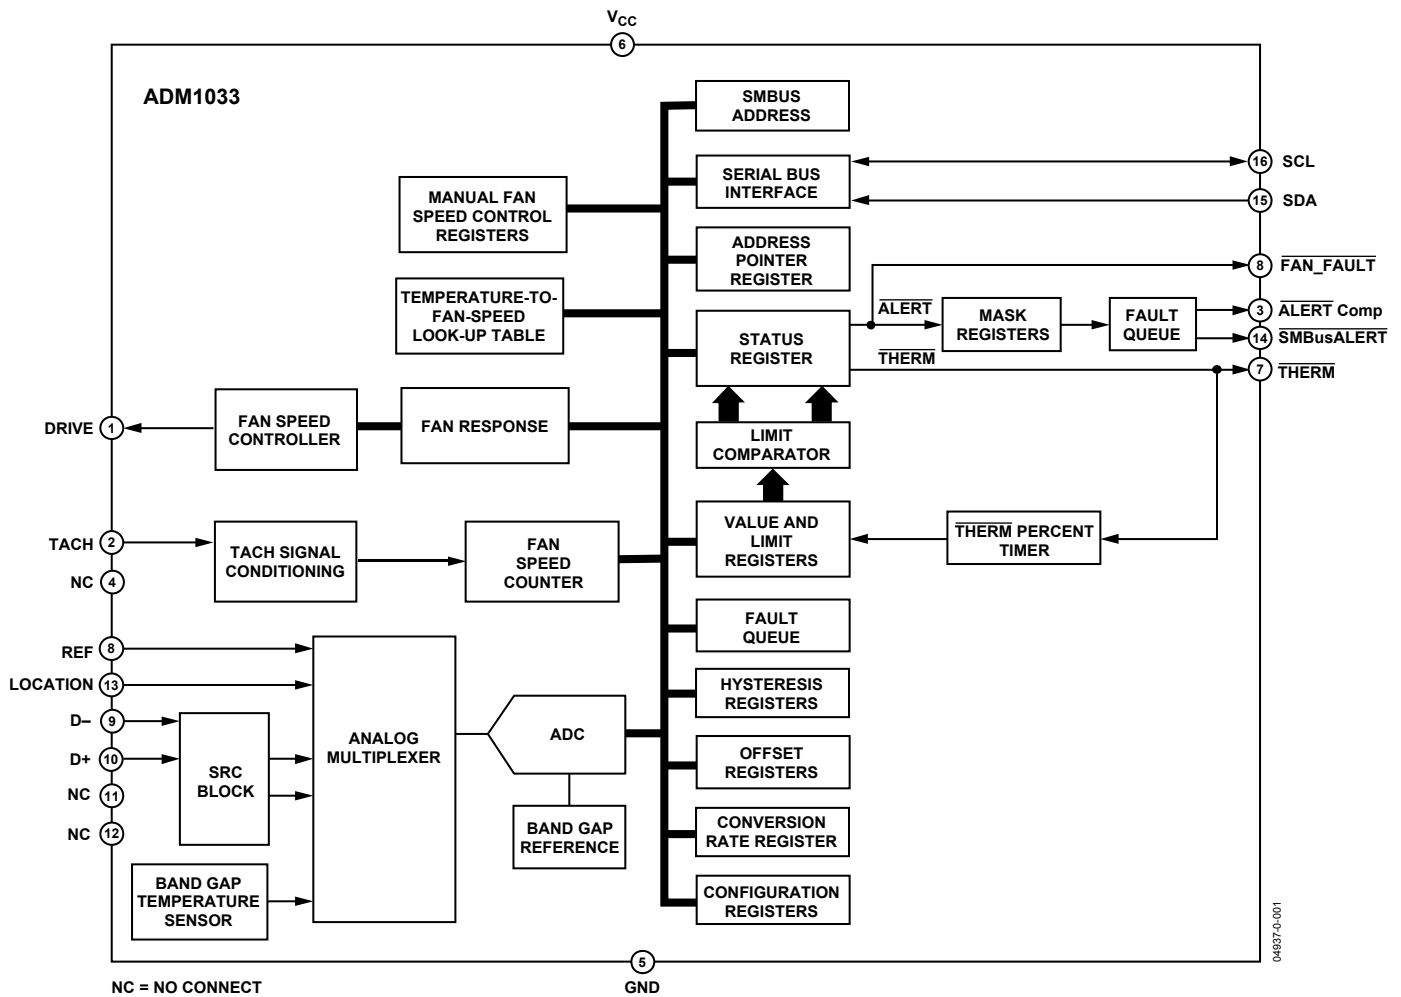 VCC
6
ADM1033
SMBUS
ADDRESS
SERIAL BUS
INTERFACE
16 SCL
15 SDA
MANUAL FAN
SPEED CONTROL
REGISTERS
ADDRESS
POINTER
REGISTER
8 FAN_FAULT
TEMPERATURE-TO-
FAN-SPEED
LOOK-UP TABLE
STATUS
REGISTER
ALERT
THERM
MASK
REGISTERS
FAULT
QUEUE
3 ALERT Comp
14 SMBusALERT
7 THERM
DRIVE 1
FAN SPEED
CONTROLLER
FAN RESPONSE
LIMIT
COMPARATOR
TACH 2
TACH SIGNAL
CONDITIONING
FAN
SPEED
COUNTER
VALUE AND
LIMIT
REGISTERS
THERM PERCENT
TIMER
NC 4
FAULT
QUEUE
REF 8
LOCATION 13
D– 9
D+ 10
NC 11
NC 12
SRC
BLOCK
ANALOG
MULTIPLEXER
ADC
HYSTERESIS
REGISTERS
OFFSET
REGISTERS
BAND GAP
REFERENCE
CONVERSION
RATE REGISTER
BAND GAP
TEMPERATURE
SENSOR
CONFIGURATION
REGISTERS
04937-0-001
5
GND
NC = NO CONNECT